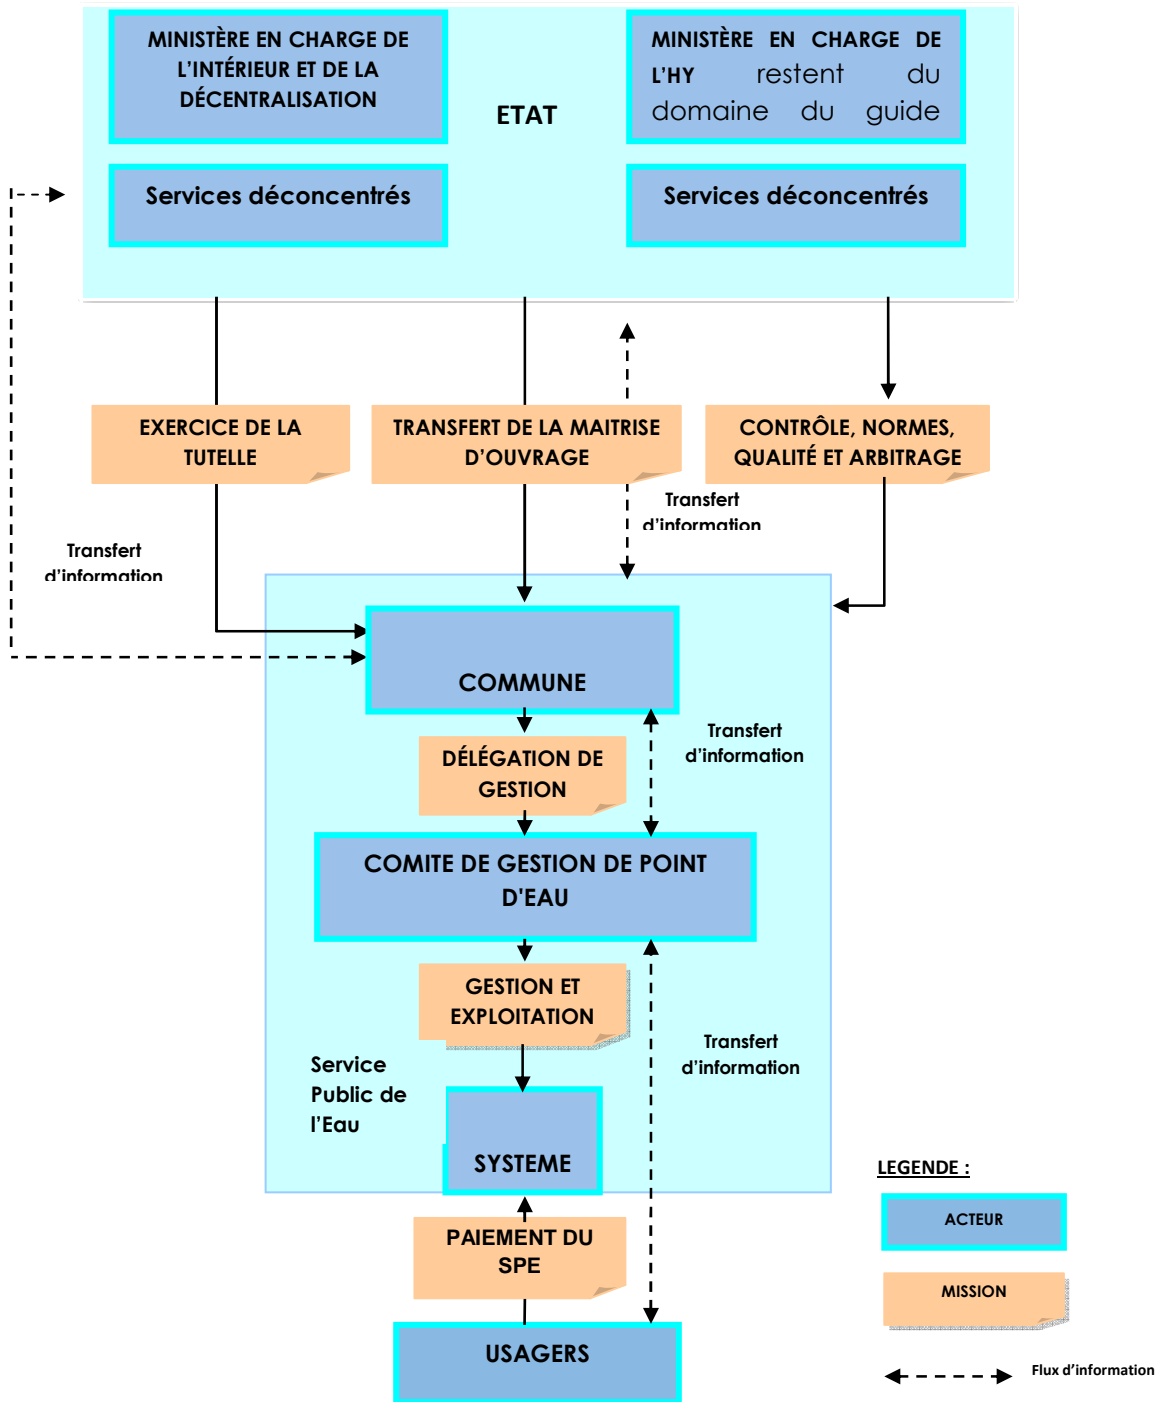 MINISTÈRE EN CHARGE DE
L'INTÉRIEUR ET DE LA
DÉCENTRALISATION
ETAT
MINISTÈRE EN CHARGE DE
L'HY restent du
domaine du guide
Services déconcentrés
Services déconcentrés
EXERCICE DE LA
TUTELLE
TRANSFERT DE LA MAITRISE
D'OUVRAGE
CONTRÔLE, NORMES,
QUALITÉ ET ARBITRAGE
Transfert
d'information
Transfert
d'information
COMMUNE
Transfert
d'information
DÉLÉGATION DE
GESTION
COMITE DE GESTION DE POINT
D'EAU
GESTION ET
EXPLOITATION
Transfert
d'information
Service
Public de
l'Eau
SYSTEME
PAIEMENT DU
SPE
USAGERS
LEGENDE :
ACTEUR
MISSION
Flux d'information